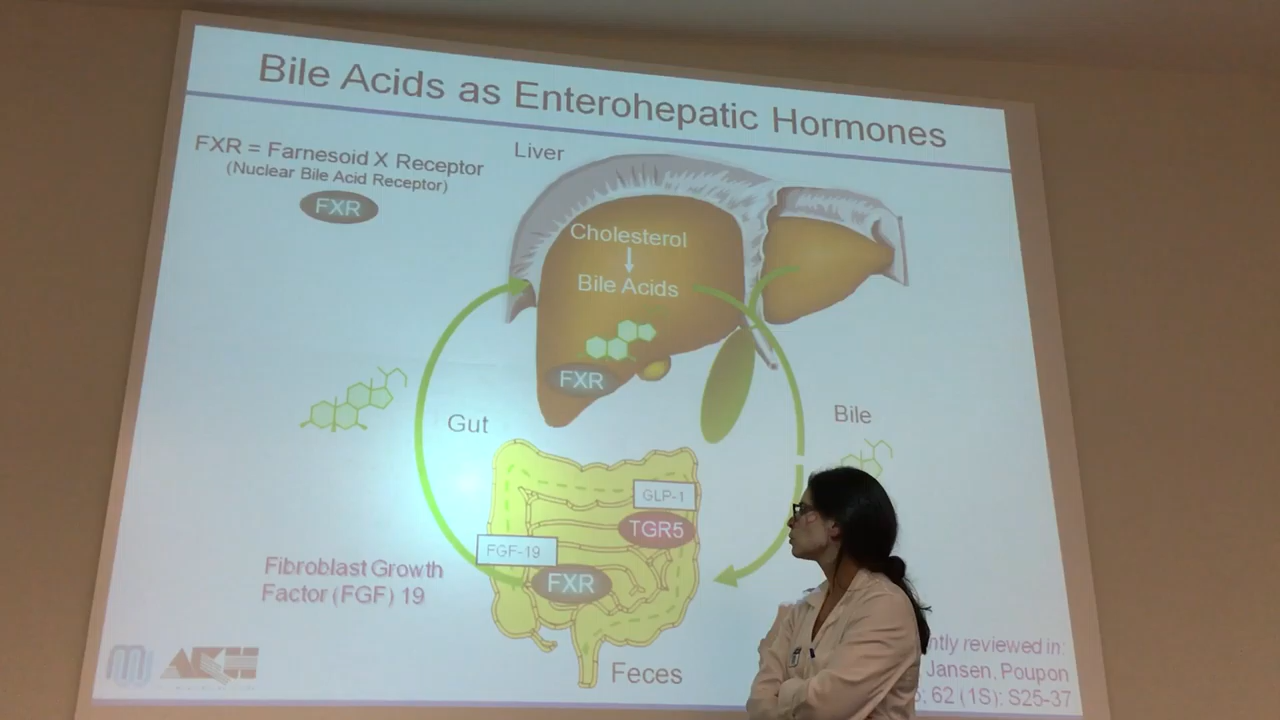 Bile Acids as Enterohepatic Hormones
FXR = Farnesoid X Receptor
(Nuclear Bile Acid Receptor)
FXR
Liver
Cholesterol
Bile Acids
FXR
Gut
Bile
GLP-1
TGR5
FGF-19
FXR
Fibroblast Growth
Factor (FGF) 19
Feces
AKH
reviewed in:
Jansen, Poupon
62 (1S): S25-37